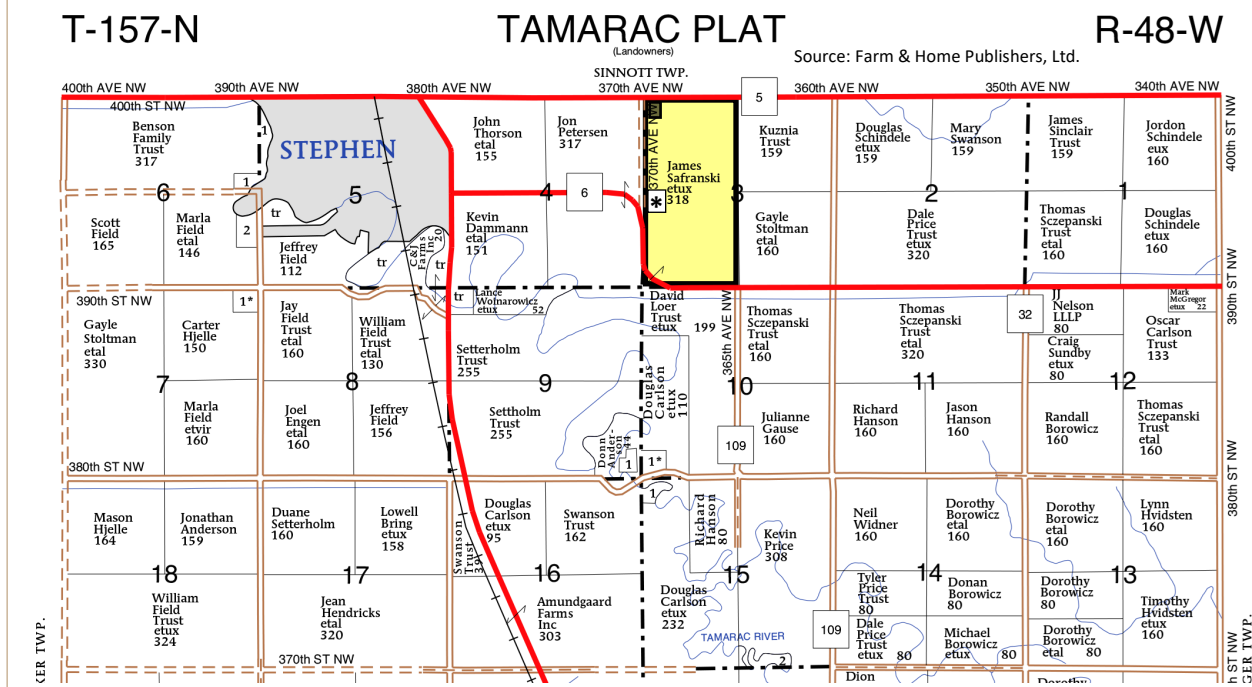 T-157-N
TAMARAC PLAT
R-48-W
(Landowners)
Source: Farm & Home Publishers, Ltd.
SINNOTT TWP.
400th AVE NW
390th AVE NW
380th AVE NW
370th AVE NW
5
360th AVE NW
350th AVE NW
340th AVE NW
400th ST NW
400th ST NW
Benson
Family
Trust
317
1
STEPHEN
John
Thorson
etal
155
Jon
Petersen
317
370th AVE NW
James
Safranski
etux
318
*
Kuznia
Trust
159
Douglas
Schindele
etux
159
Mary
Swanson
159
James
Sinclair
Trust
159
Jordon
Schindele
etux
160
1
6
5
4
6
3
2
1
Scott
Field
165
Marla
Field
etal
146
2
tr
Jeffrey
Field
112
tr
C&J
Farms
Inc
20
tr
Kevin
Dammann
etal
151
Gayle
Stoltman
etal
160
Dale
Price
Trust
etux
320
Thomas
Sczepanski
Trust
etal
160
Douglas
Schindele
etux
160
390th ST NW
390th ST NW
1*
tr
Lance
Wojnarowicz
etux 52
David
Loer
Trust
etux
199
365th AVE NW
32
JJ
Nelson
LLLP
80
Mark
McGregor
etux 22
Gayle
Stoltman
etal
330
Carter
Hjelle
150
Jay
Field
Trust
etal
160
William
Field
Trust
etux
130
Setterholm
Trust
255
Thomas
Sczepanski
Trust
etal
160
Thomas
Sczepanski
Trust
etal
320
Craig
Sundby
etux
80
Oscar
Carlson
Trust
133
7
8
9
10
11
12
Marla
Field
etvir
160
Joel
Engen
etal
160
Jeffrey
Field
156
Settholm
Trust
255
Donn
Ander-
son
44
Douglas
Carlson
etux
110
1
1*
109
Julianne
Gause
160
Richard
Hanson
160
Jason
Hanson
160
Randall
Borowicz
160
Thomas
Sczepanski
Trust
etal
160
380th ST NW
380th ST NW
Mason
Hjelle
164
Jonathan
Anderson
159
Duane
Setterholm
160
Lowell
Bring
etux
158
Swanson
Trust
39
Douglas
Carlson
etux
95
Swanson
Trust
162
1
Richard
Hanson
80
Kevin
Price
308
Neil
Widner
160
Dorothy
Borowicz
etal
160
Dorothy
Borowicz
etal
160
Lynn
Hvidsten
160
18
17
16
15
14
13
William
Field
Trust
etux
324
Jean
Hendricks
etal
320
Amundgaard
Farms
Inc
303
Douglas
Carlson
etux
232
TAMARAC RIVER
2
109
Tyler
Price
Trust
80
Dale
Price
Trust
etux 80
Donan
Borowicz
80
Michael
Borowicz
etux 80
Dorothy
Borowicz
80
Dorothy
Borowicz
etal 80
Timothy
Hvidsten
etux
160
370th ST NW
KER TWP.
ST NW
GER TWP.
Dion
Dorothy